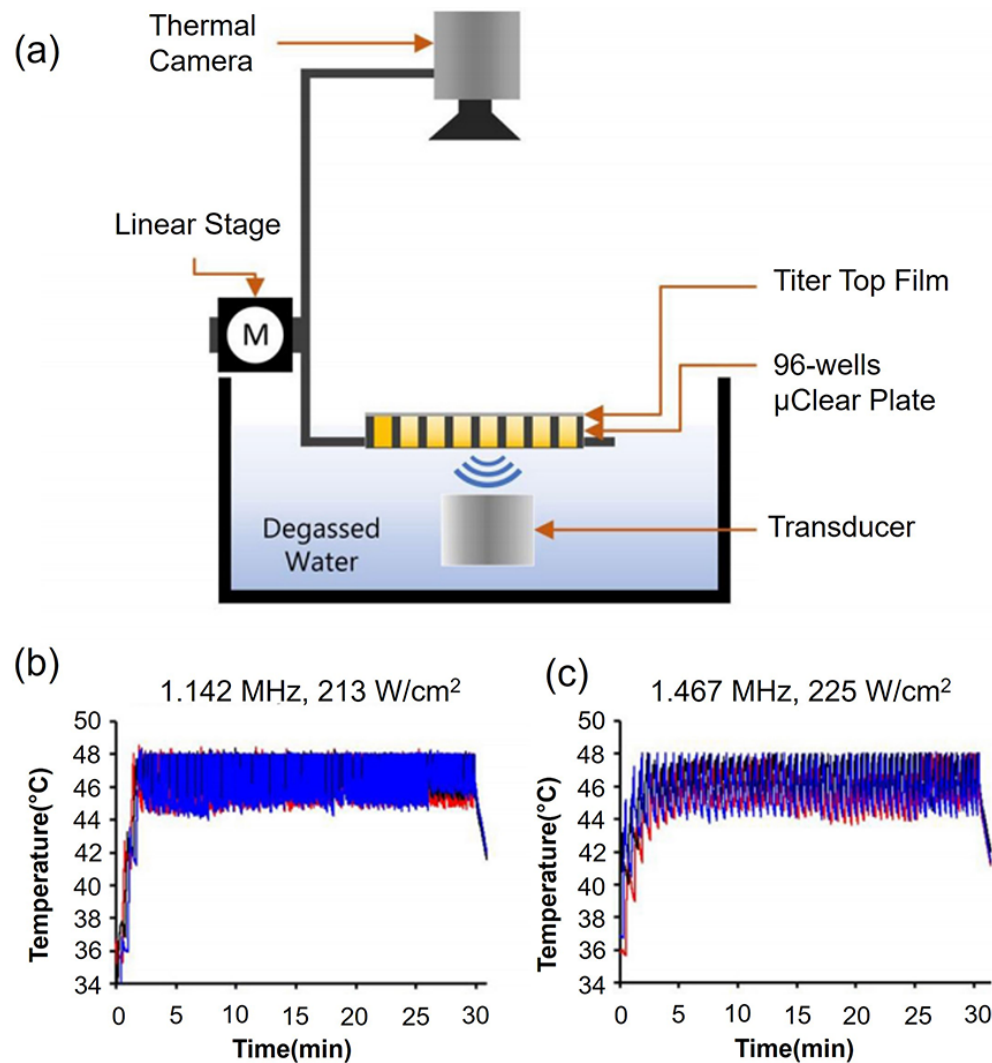 (a)
Thermal
Camera
Linear Stage
M
Titer Top Film
96-wells
µClear Plate
Transducer
Degassed
Water
(b)
1.142 MHz, 213 W/cm²
Temperature(°C)
50
48
46
44
42
40
38
36
34
0 5 10 15 20 25 30
Time(min)
(c)
1.467 MHz, 225 W/cm²
Temperature(°C)
50
48
46
44
42
40
38
36
34
0 5 10 15 20 25 30
Time(min)